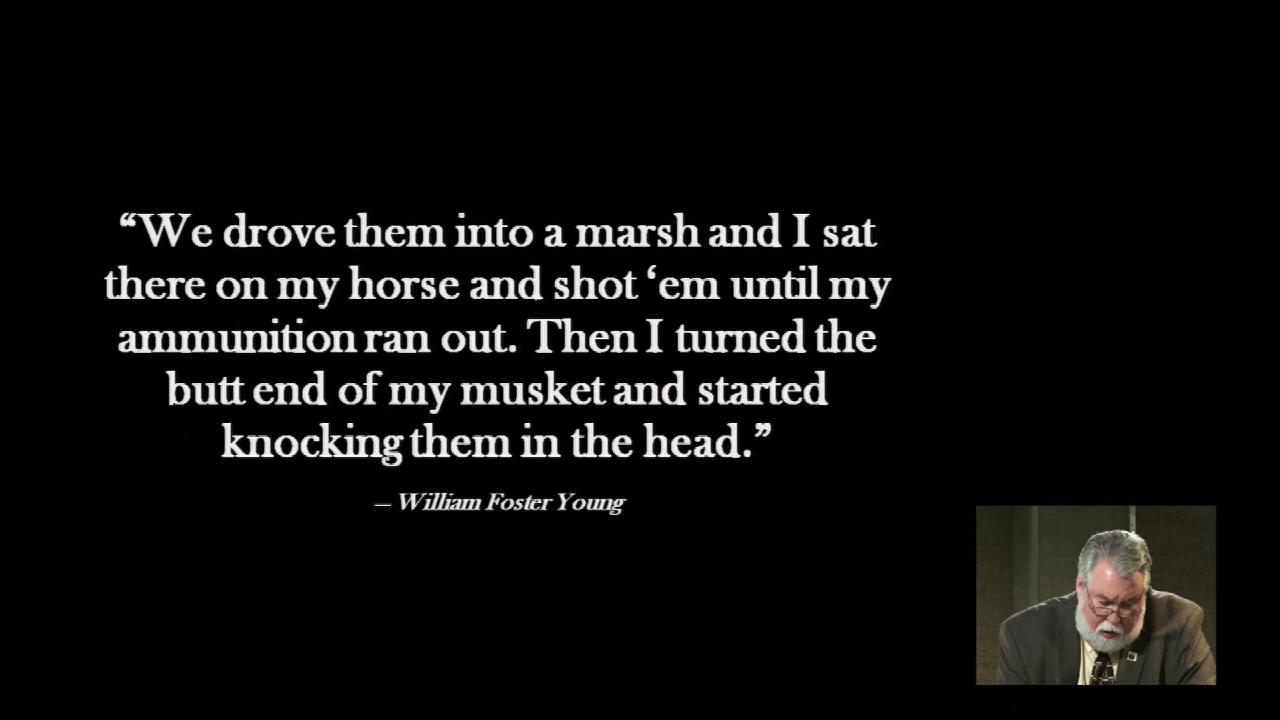 “We drove them into a marsh and I sat
there on my horse and shot ‘em until my
ammunition ran out. Then I turned the
butt end of my musket and started
knocking them in the head.”
– William Foster Young